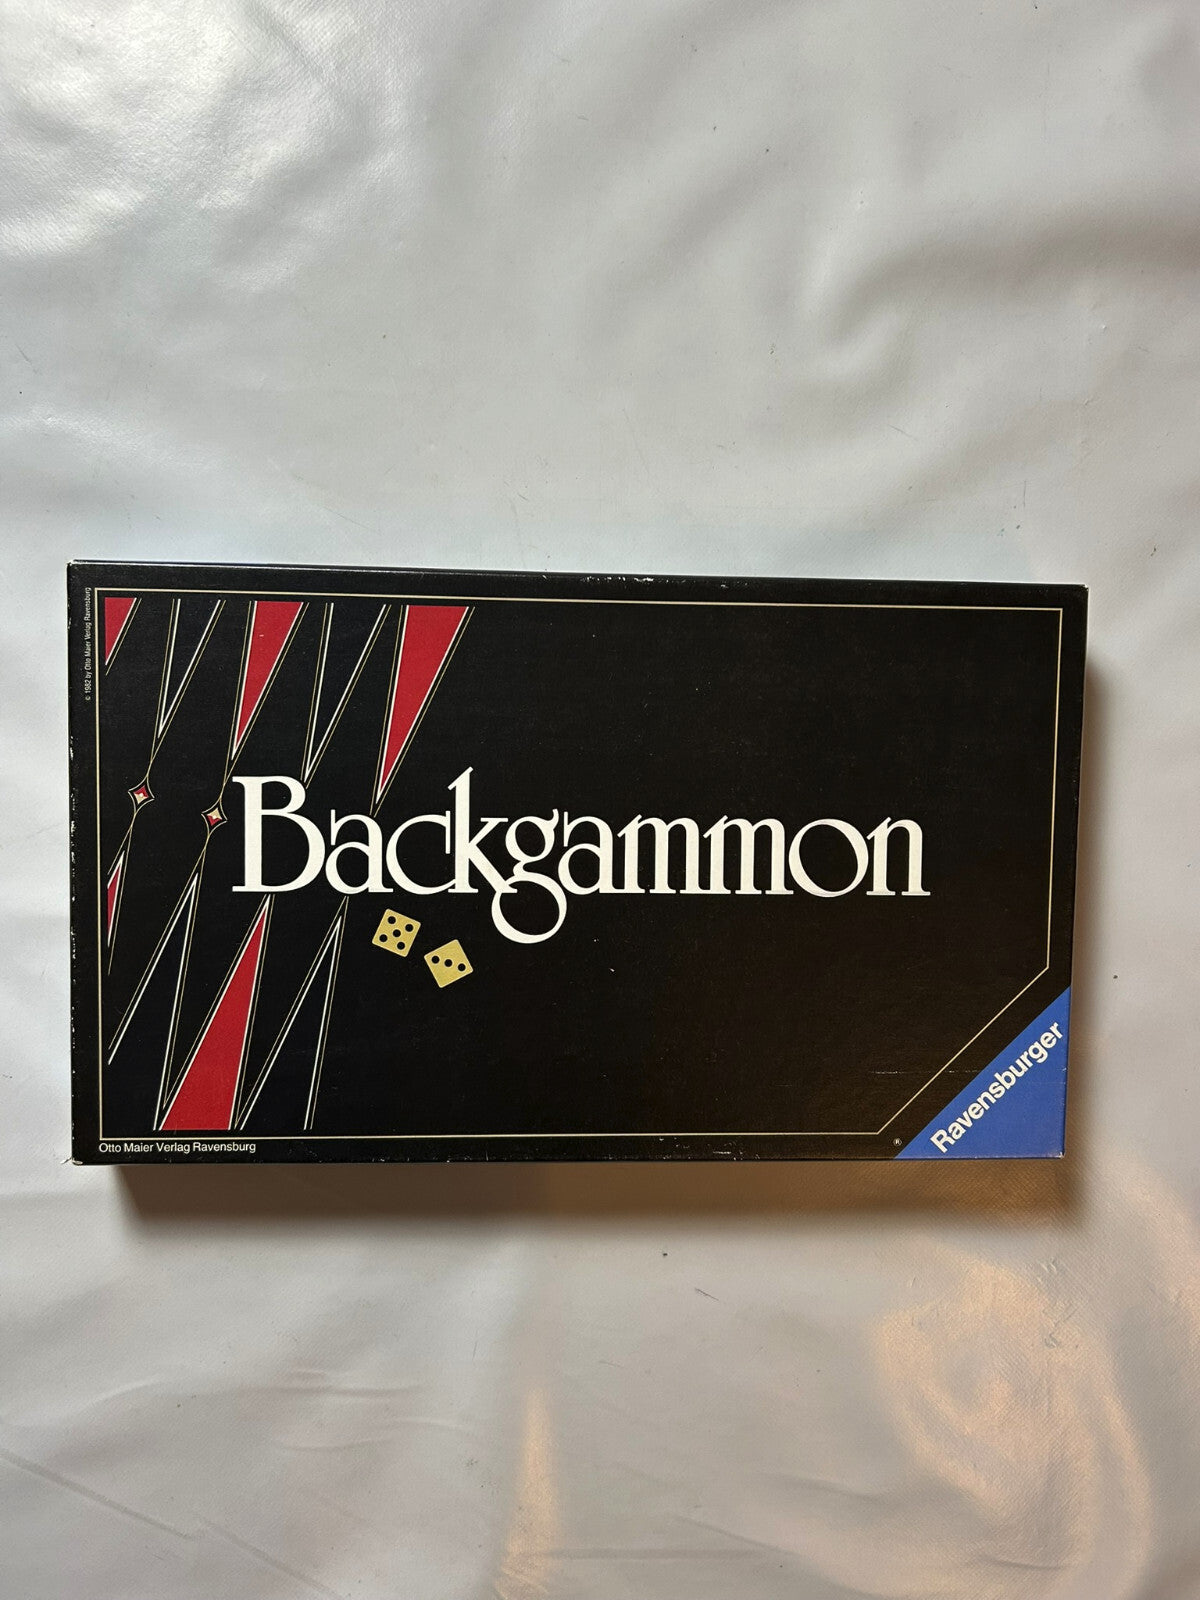 © 1982 by Otto Maier Verlag Ravensburg
Backgammon
Ravensburger
®
Otto Maier Verlag Ravensburg